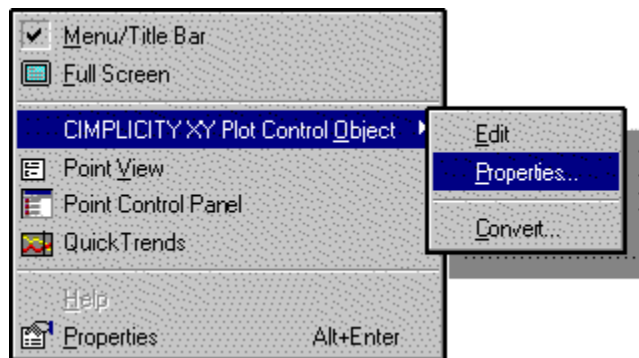 Menu/Title Bar
Full Screen
CIMPLICITY XY Plot Control Object
Edit
Properties...
Convert...
Point View
Point Control Panel
QuickTrends
Help
Properties Alt+Enter